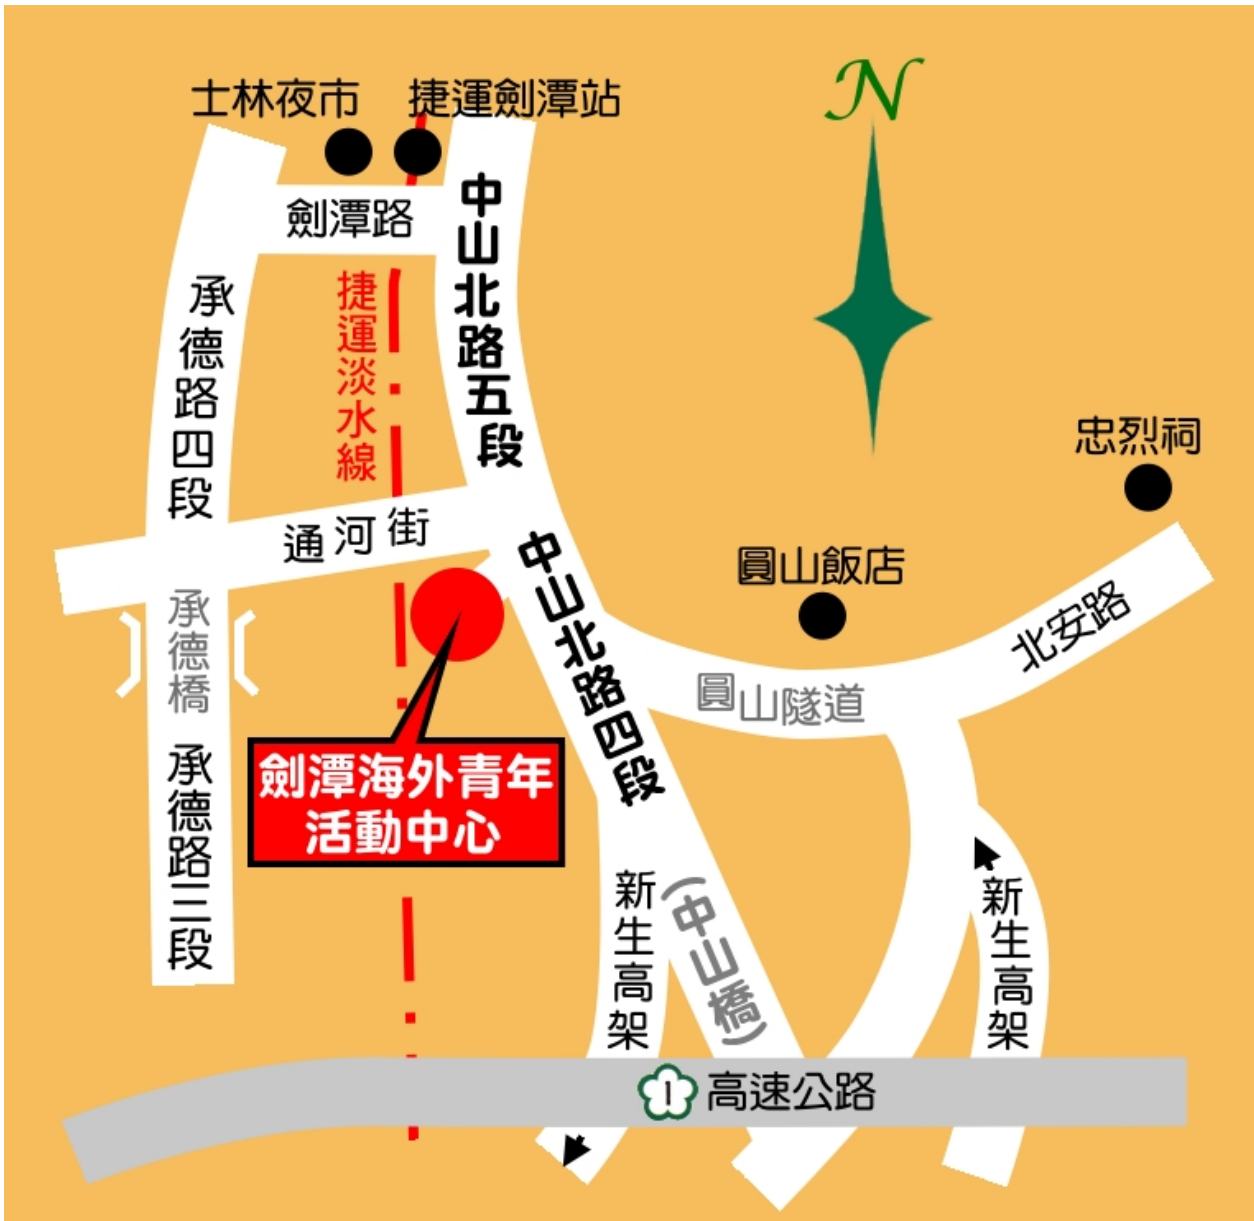 士林夜市
捷運劍潭站
N
劍潭路
中山北路五段
承德路四段
捷運淡水線
忠烈祠
通河街
中山北路四段
圓山飯店
北安路
承德橋
圓山隧道
劍潭海外青年
活動中心
承德路三段
新生高架
(中山橋)
新生高架
1
高速公路